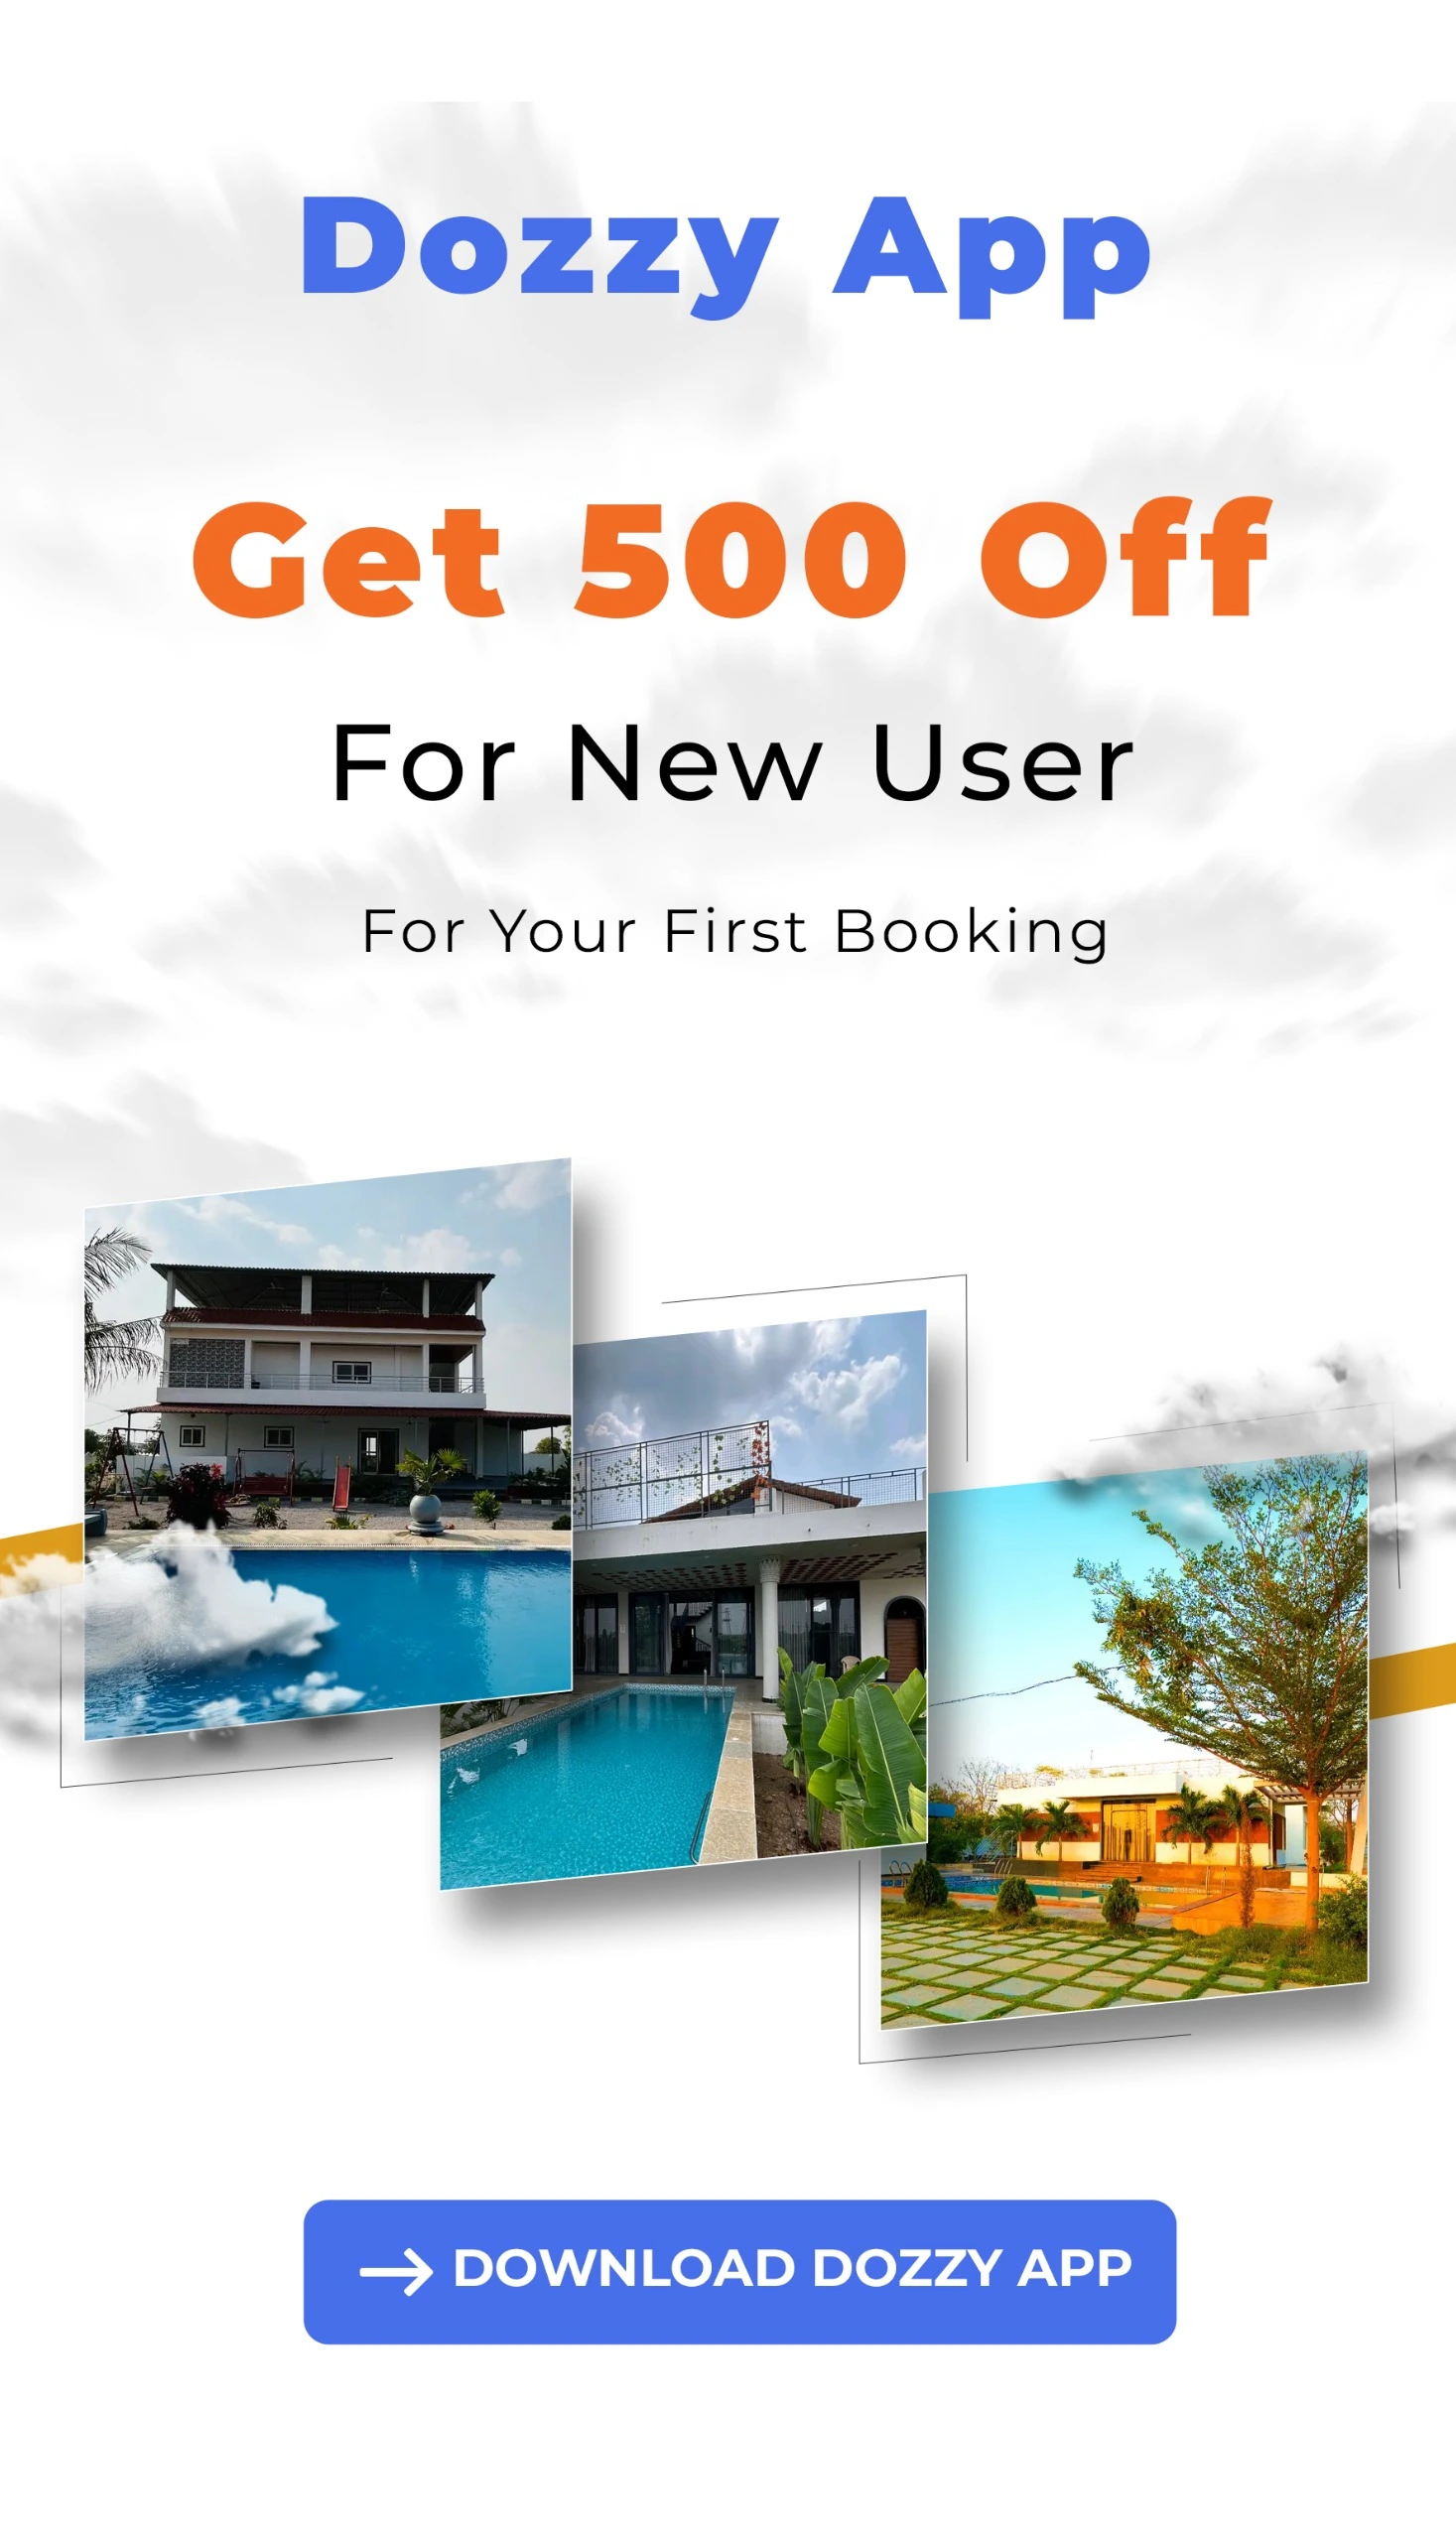 Dozzy App
Get 500 Off
For New User
For Your First Booking
→ DOWNLOAD DOZZY APP